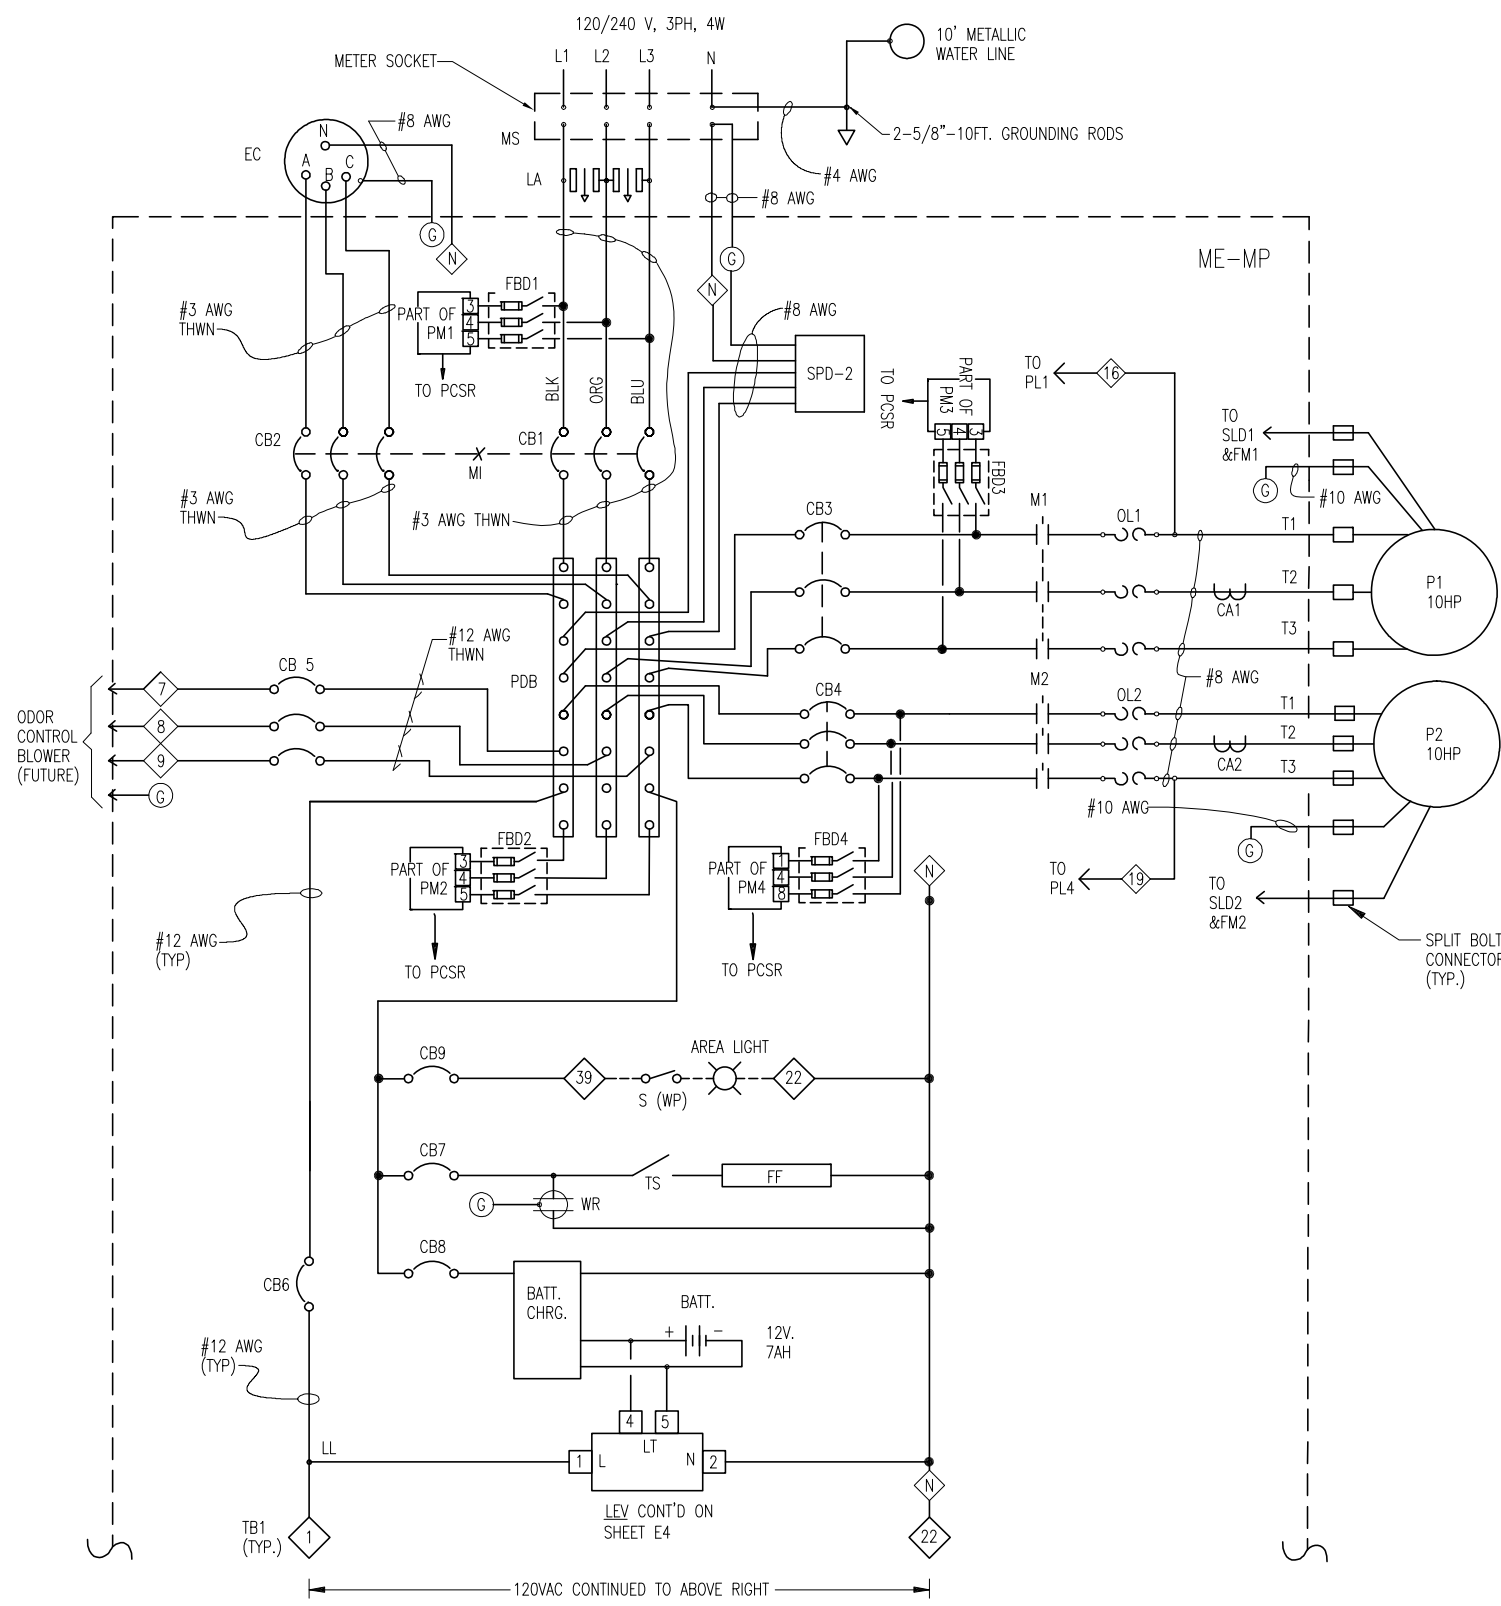 120/240 V, 3PH, 4W
L1 L2 L3 N
METER SOCKET
10' METALLIC
WATER LINE
MS
2-5/8"-10FT. GROUNDING RODS
#8 AWG
EC
N
A B C
LA
#4 AWG
#8 AWG
G
N
G
N
ME-MP
FBD1
#3 AWG
THWN
PART OF
PM1
3
4
5
TO PCSR
#8 AWG
SPD-2
BLK
ORG
BLU
TO PCSR
PART OF
PM3
5 4 3
FBD3
TO
PL1
16
TO
SLD1
&FM1
G
#10 AWG
CB2
MI
CB1
#3 AWG
THWN
#3 AWG THWN
CB3
M1
OL1
T1
T2
CA1
T3
P1
10HP
#12 AWG
THWN
CB 5
PDB
#8 AWG
ODOR
CONTROL
BLOWER
(FUTURE)
7
8
9
G
CB4
M2
OL2
T1
T2
CA2
T3
P2
10HP
#10 AWG
G
FBD2
PART OF
PM2
3
4
5
TO PCSR
FBD4
PART OF
PM4
1
4
8
TO PCSR
N
TO
PL4
19
TO
SLD2
&FM2
SPLIT BOLT
CONNECTOR
(TYP.)
#12 AWG
(TYP)
CB9
39
S (WP)
AREA LIGHT
22
CB7
TS
FF
G
WR
CB8
CB6
BATT.
CHRG.
BATT.
+ -
12V.
7AH
#12 AWG
(TYP)
4 5
LL
1 L
LT
N 2
LEV CONT'D ON
SHEET E4
N
TB1
(TYP.)
1
22
120VAC CONTINUED TO ABOVE RIGHT